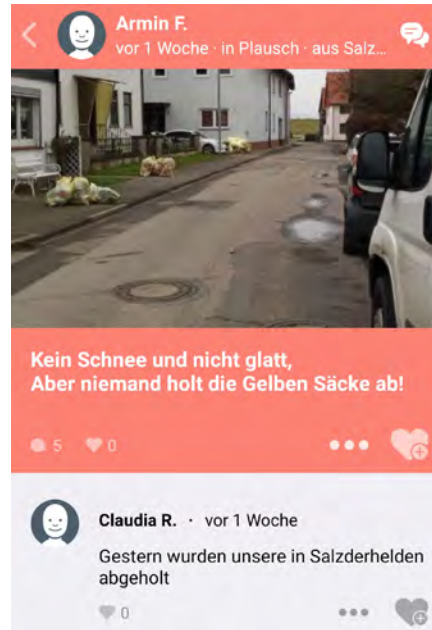 Armin F.
vor 1 Woche · in Plausch · aus Salz...
Kein Schnee und nicht glatt,
Aber niemand holt die Gelben Säcke ab!
5 0
Claudia R. · vor 1 Woche
Gestern wurden unsere in Salzderhelden
abgeholt
0